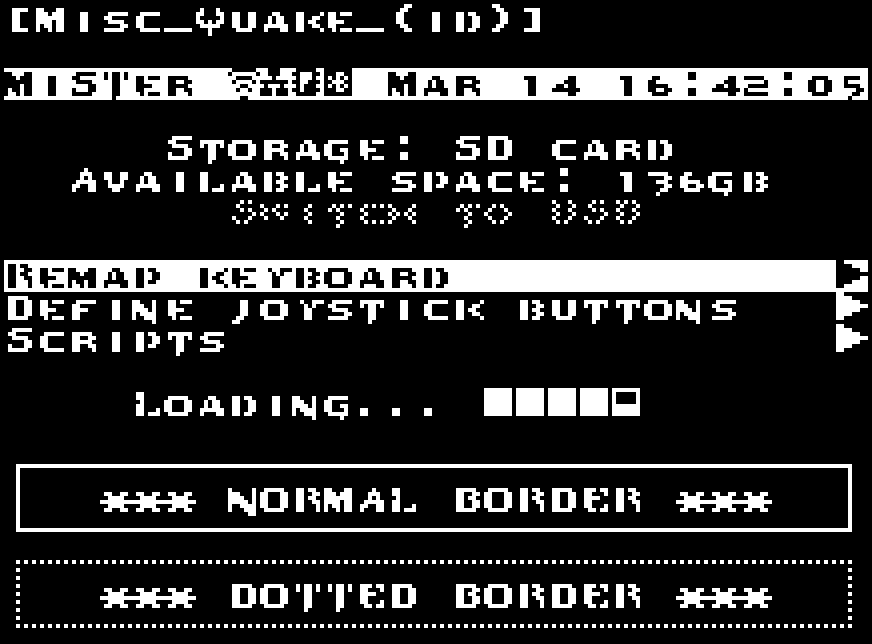 [Misc_Quake_(id)]
MiSTer Mar 14 16:42:05
Storage: SD card
Available space: 136GB
Switch to USB
Remap keyboard
Define joystick buttons
Scripts
Loading...
*** Normal Border ***
*** Dotted Border ***